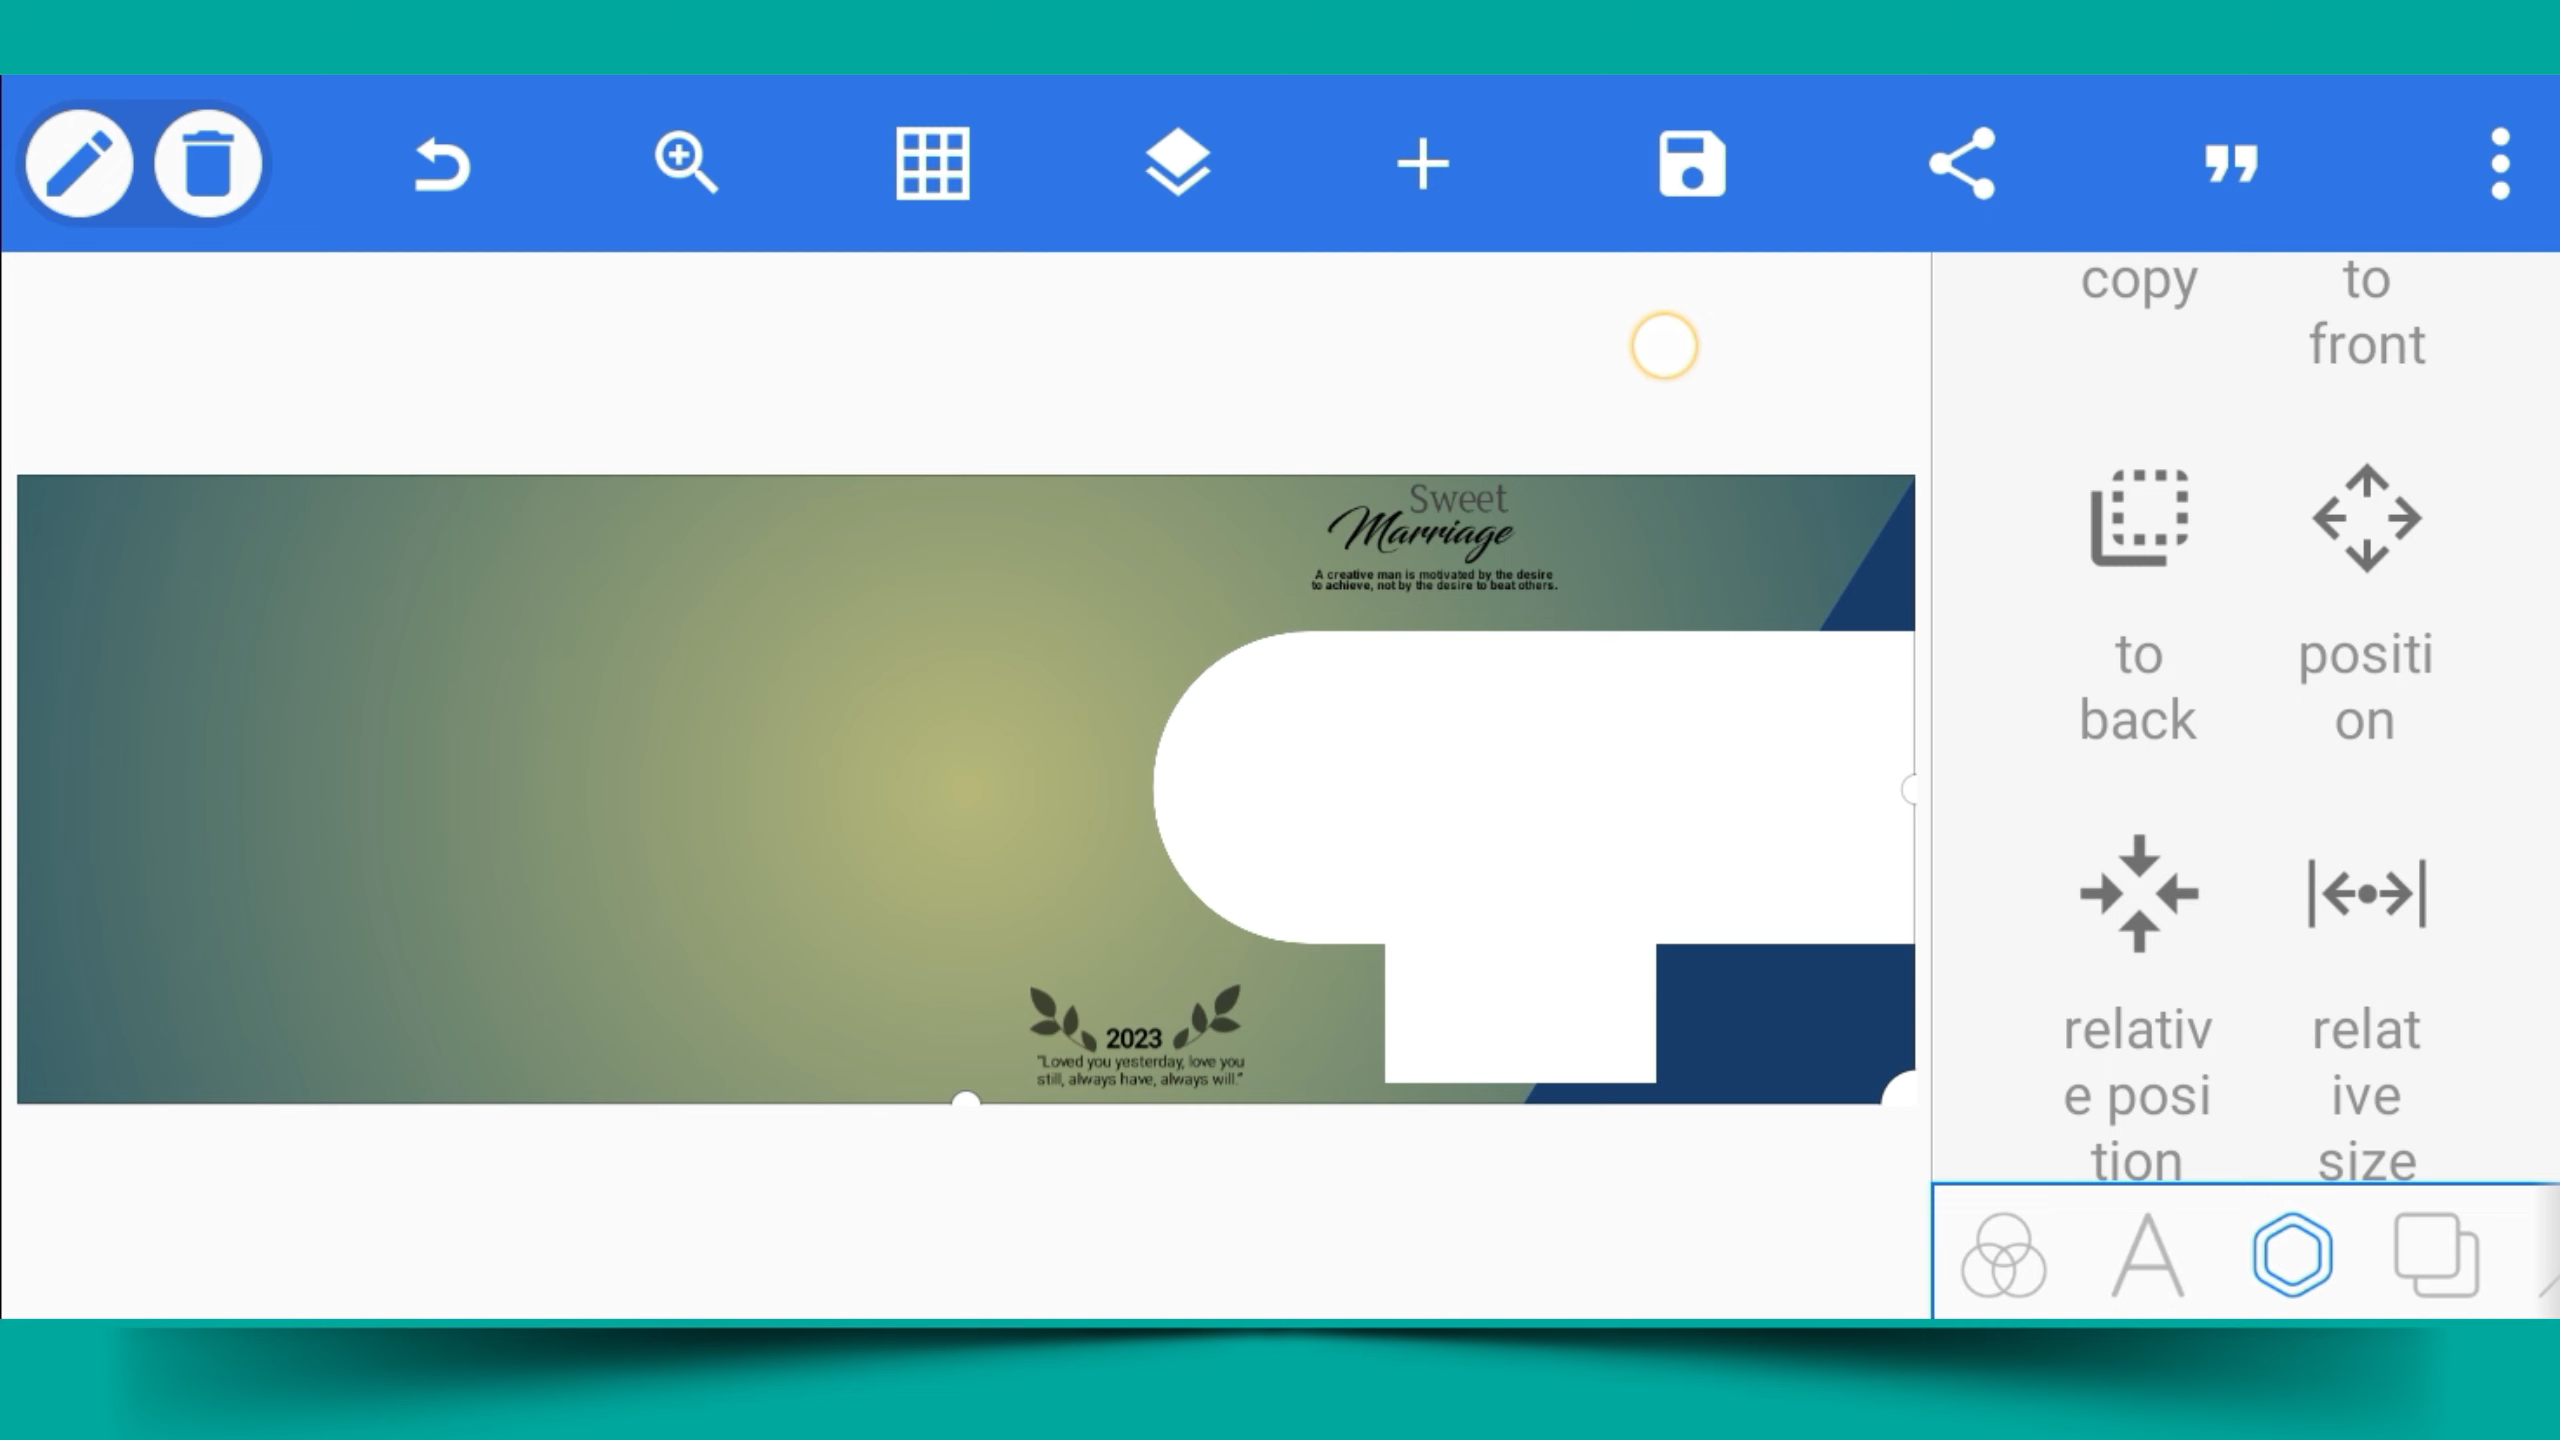 copy
to
front
Sweet
Marriage
A creative man is motivated by the desire
to achieve, not by the desire to beat others.
to
back
positi
on
2023
"Loved you yesterday, love you
still, always have, always will."
relativ
e posi
tion
relat
ive
size